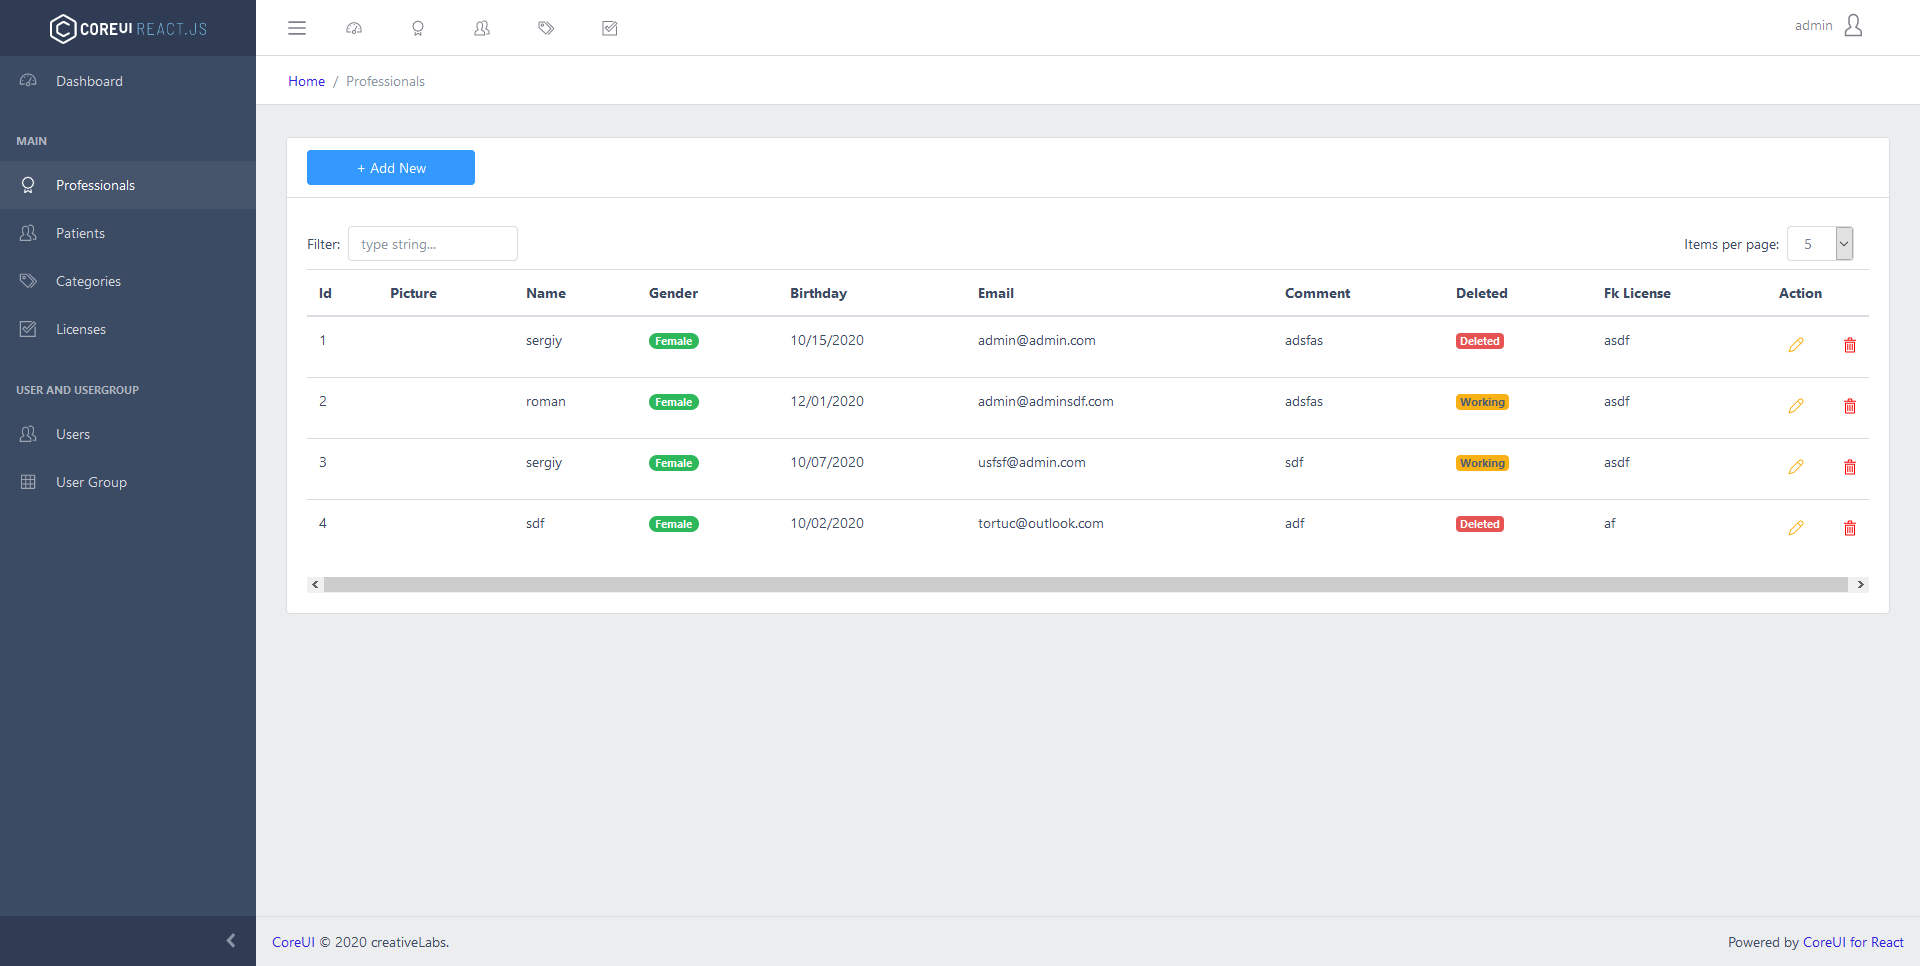 COREUI REACT.JS
admin
Dashboard
Home / Professionals
MAIN
Professionals
Patients
Categories
Licenses
USER AND USERGROUP
Users
User Group
+ Add New
Filter: type string...
Items per page: 5
Id Picture Name Gender Birthday Email Comment Deleted Fk License Action
1 sergiy Female 10/15/2020 admin@admin.com adsfas Deleted asdf
2 roman Female 12/01/2020 admin@adminsdf.com adsfas Working asdf
3 sergiy Female 10/07/2020 usfsf@admin.com sdf Working asdf
4 sdf Female 10/02/2020 tortuc@outlook.com adf Deleted af
CoreUI © 2020 creativeLabs.
Powered by CoreUI for React